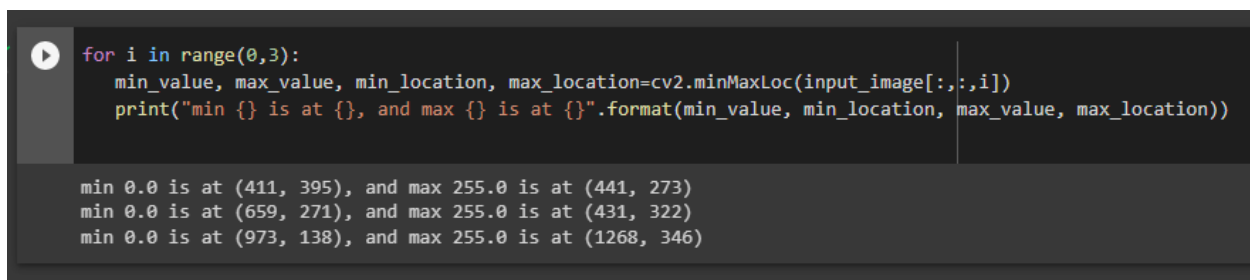 for i in range(0,3):
min_value, max_value, min_location, max_location=cv2.minMaxLoc(input_image[:,:,i])
print("min {} is at {}, and max {} is at {}".format(min_value, min_location, max_value, max_location))
min 0.0 is at (411, 395), and max 255.0 is at (441, 273)
min 0.0 is at (659, 271), and max 255.0 is at (431, 322)
min 0.0 is at (973, 138), and max 255.0 is at (1268, 346)